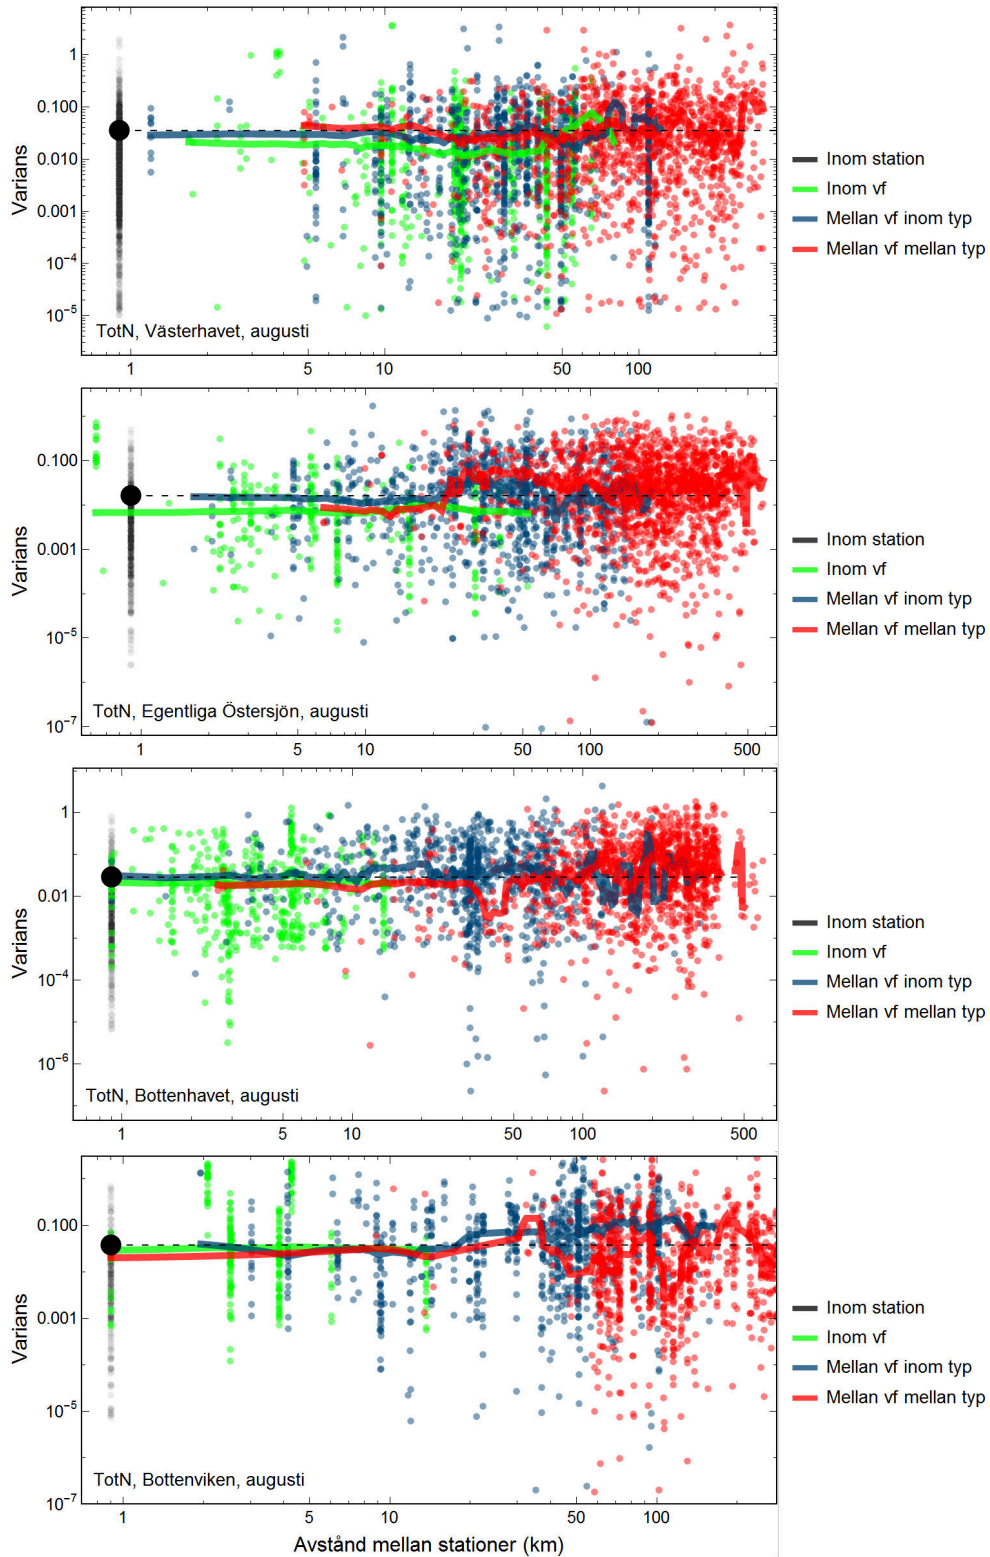 1
0.100
0.010
0.001
10⁻⁴
10⁻⁵
Varians
TotN, Västerhavet, augusti
1
5
10
50
100
Inom station
Inom vf
Mellan vf inom typ
Mellan vf mellan typ
0.100
0.001
10⁻⁵
10⁻⁷
Varians
TotN, Egentliga Östersjön, augusti
1
5
10
50
100
500
Inom station
Inom vf
Mellan vf inom typ
Mellan vf mellan typ
1
0.01
10⁻⁴
10⁻⁶
Varians
TotN, Bottenhavet, augusti
1
5
10
50
100
500
Inom station
Inom vf
Mellan vf inom typ
Mellan vf mellan typ
0.100
0.001
10⁻⁵
10⁻⁷
Varians
TotN, Bottenviken, augusti
1
5
10
50
100
Avstånd mellan stationer (km)
Inom station
Inom vf
Mellan vf inom typ
Mellan vf mellan typ